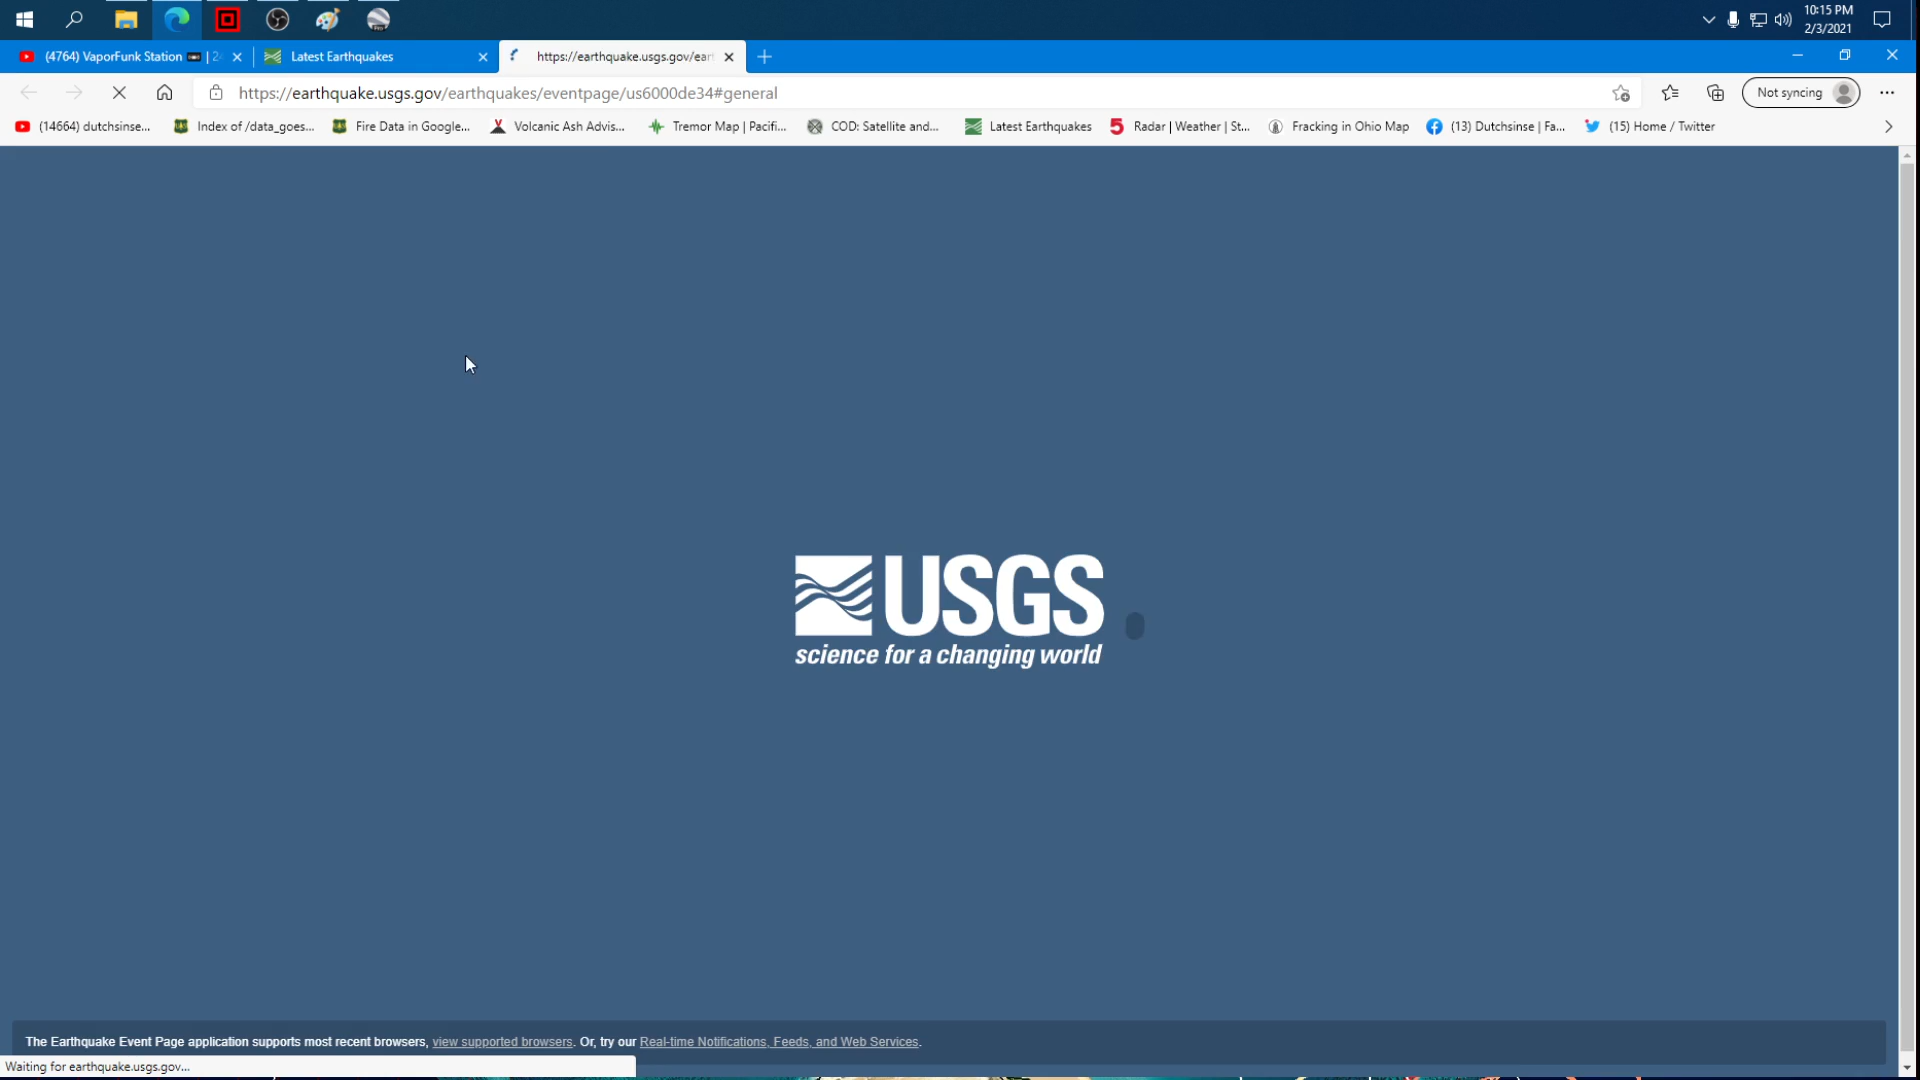 10:15 PM
2/3/2021
(4764) VaporFunk Station | 2
Latest Earthquakes
https://earthquake.usgs.gov/ear
https://earthquake.usgs.gov/earthquakes/eventpage/us6000de34#general
Not syncing
(14664) dutchsinse...
Index of /data_goes...
Fire Data in Google...
Volcanic Ash Advis...
Tremor Map | Pacifi...
COD: Satellite and...
Latest Earthquakes
5 Radar | Weather | St...
Fracking in Ohio Map
(13) Dutchsinse | Fa...
(15) Home / Twitter
USGS
science for a changing world
The Earthquake Event Page application supports most recent browsers, view supported browsers. Or, try our Real-time Notifications, Feeds, and Web Services.
Waiting for earthquake.usgs.gov...